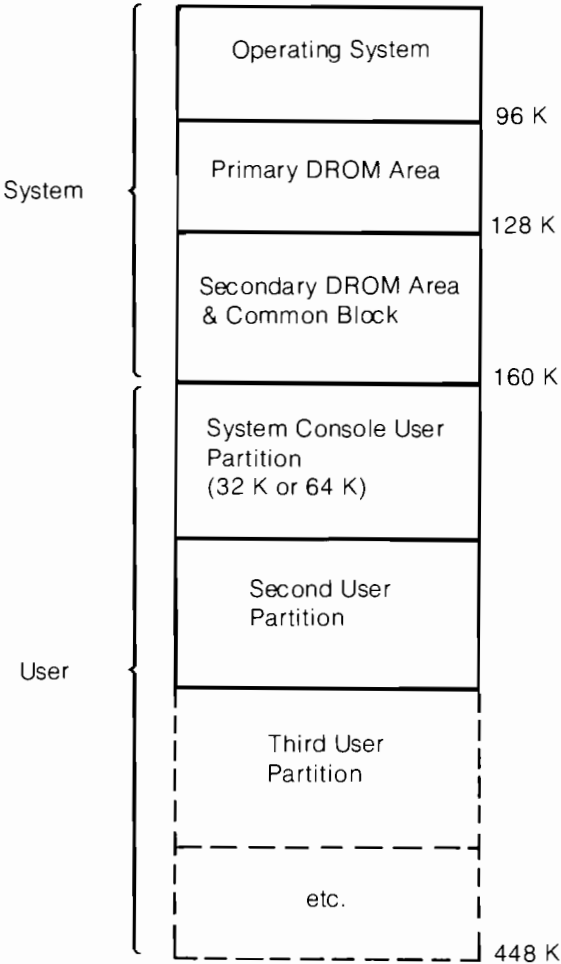 Operating System
96 K
Primary DROM Area
System
128 K
Secondary DROM Area
& Common Block
160 K
System Console User
Partition
(32 K or 64 K)
Second User
Partition
User
Third User
Partition
etc.
448 K